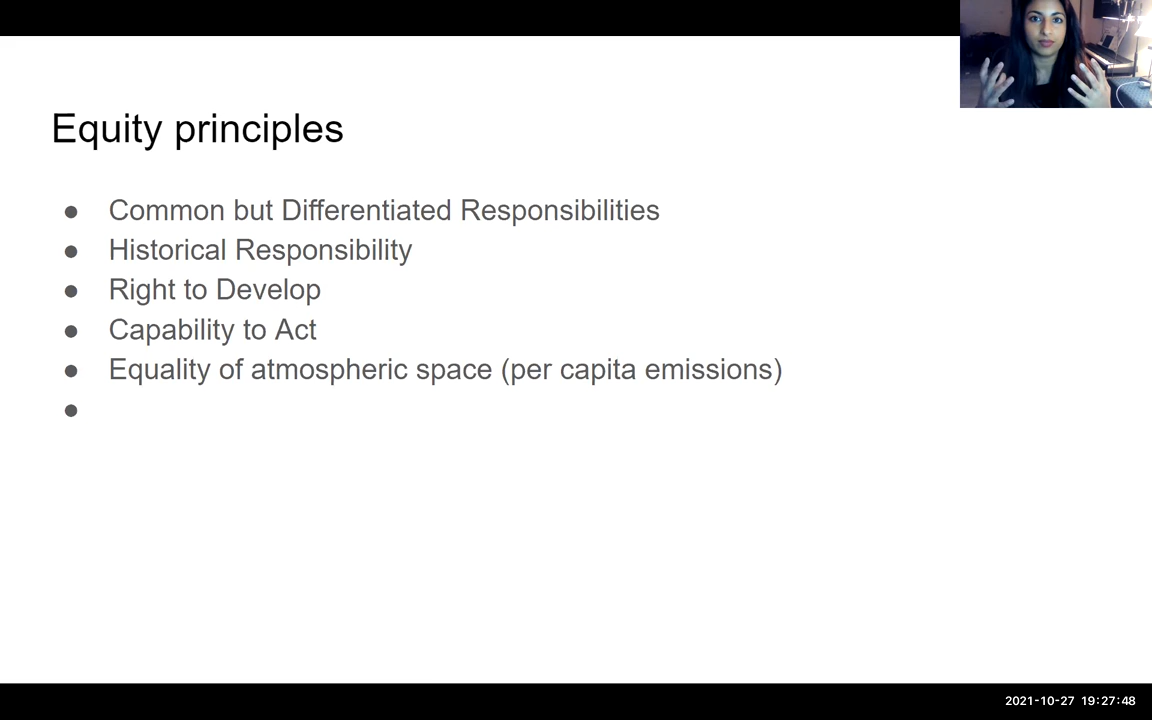 Equity principles
● Common but Differentiated Responsibilities
● Historical Responsibility
● Right to Develop
● Capability to Act
● Equality of atmospheric space (per capita emissions)
●
2021-10-27 19:27:48